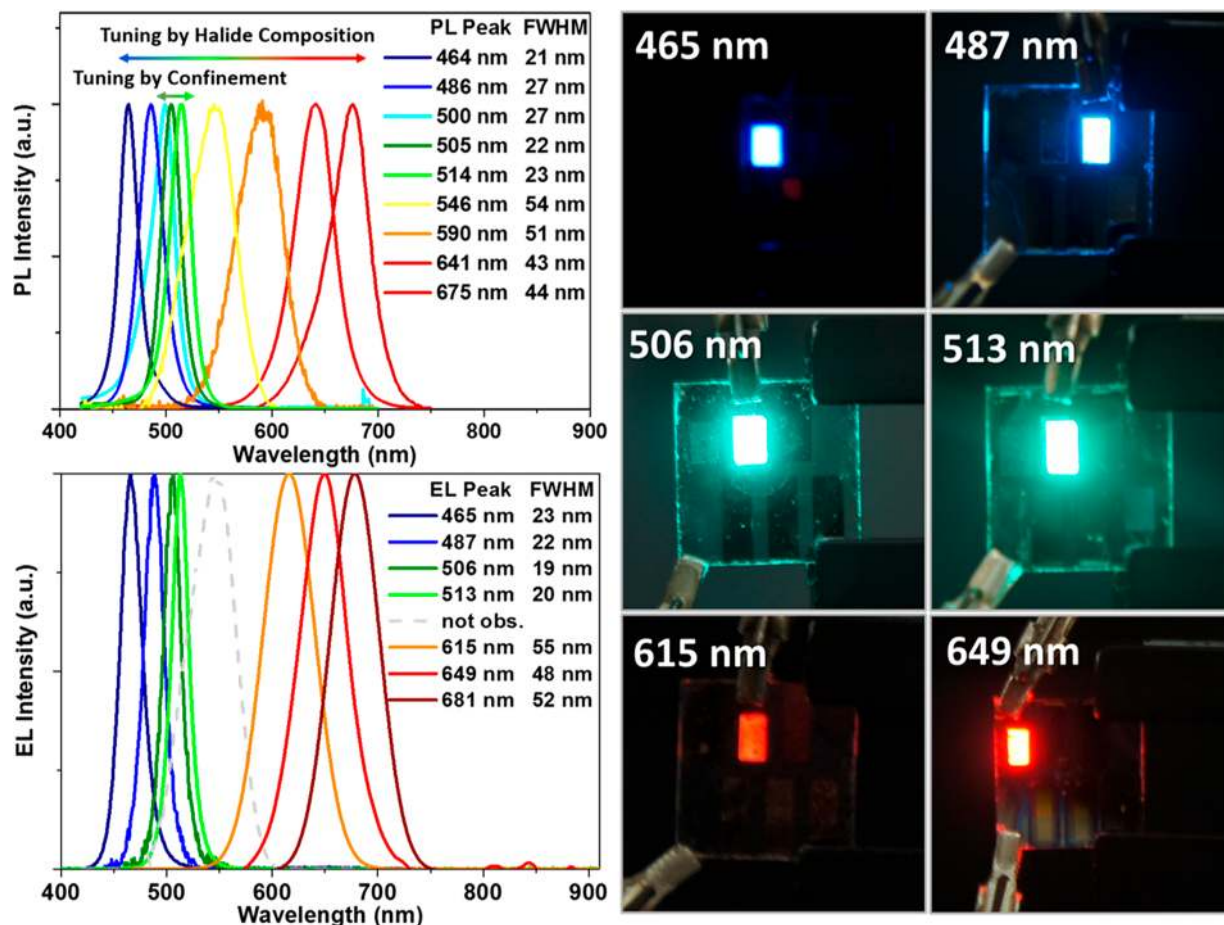 Tuning by Halide Composition
Tuning by Confinement
PL Peak FWHM
464 nm 21 nm
486 nm 27 nm
500 nm 27 nm
505 nm 22 nm
514 nm 23 nm
546 nm 54 nm
590 nm 51 nm
641 nm 43 nm
675 nm 44 nm
PL Intensity (a.u.)
400 500 600 700 800 900
Wavelength (nm)
EL Peak FWHM
465 nm 23 nm
487 nm 22 nm
506 nm 19 nm
513 nm 20 nm
not obs.
615 nm 55 nm
649 nm 48 nm
681 nm 52 nm
EL Intensity (a.u.)
400 500 600 700 800 900
Wavelength (nm)
465 nm
487 nm
506 nm
513 nm
615 nm
649 nm